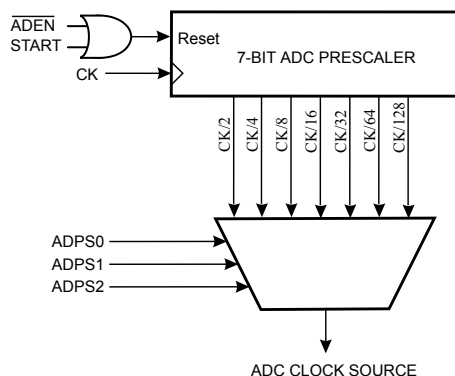 ADEN
START
Reset
CK
7-BIT ADC PRESCALER
CK/2
CK/4
CK/8
CK/16
CK/32
CK/64
CK/128
ADPS0
ADPS1
ADPS2
ADC CLOCK SOURCE